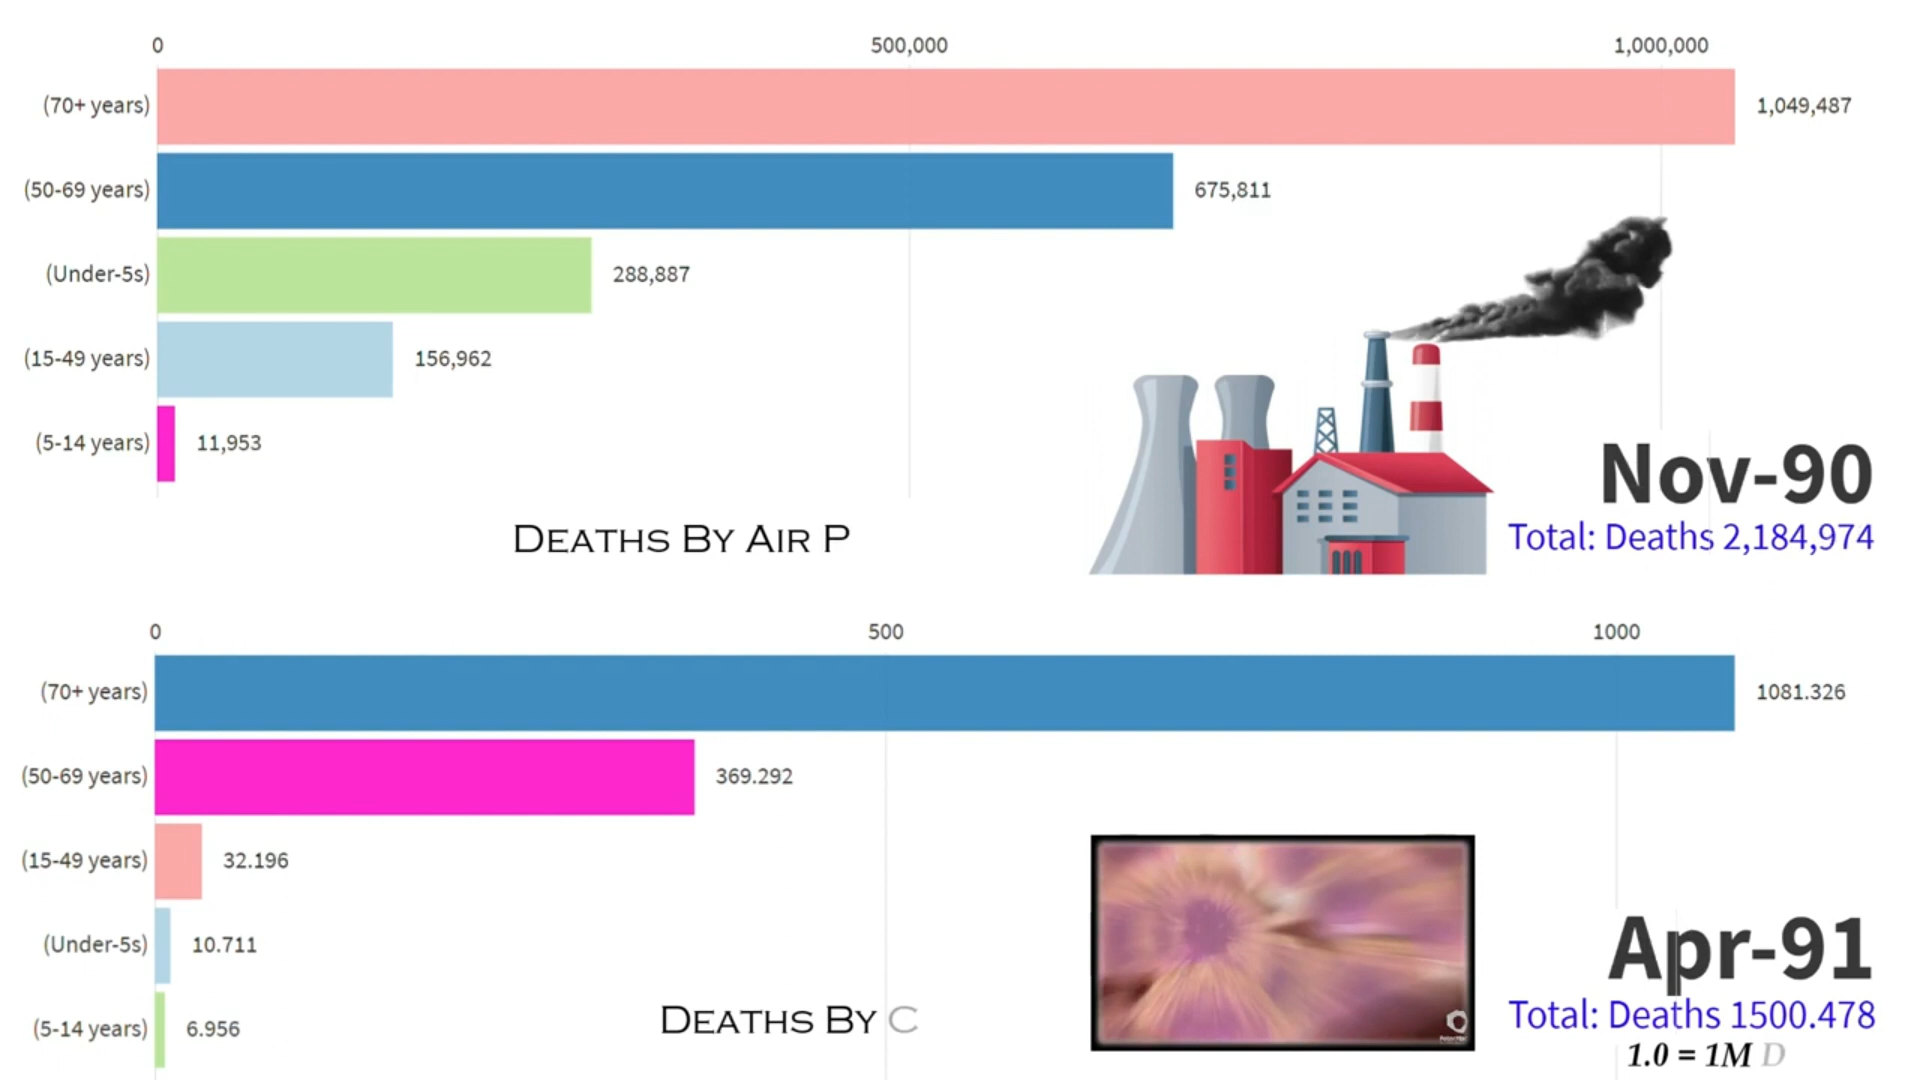 0 500,000 1,000,000
(70+ years) 1,049,487
(50-69 years) 675,811
(Under-5s) 288,887
(15-49 years) 156,962
(5-14 years) 11,953
Nov-90
Total: Deaths 2,184,974
DEATHS BY AIR P
0 500 1000
(70+ years) 1081.326
(50-69 years) 369.292
(15-49 years) 32.196
(Under-5s) 10.711
(5-14 years) 6.956
Apr-91
Total: Deaths 1500.478
DEATHS BY C
1.0 = 1M D